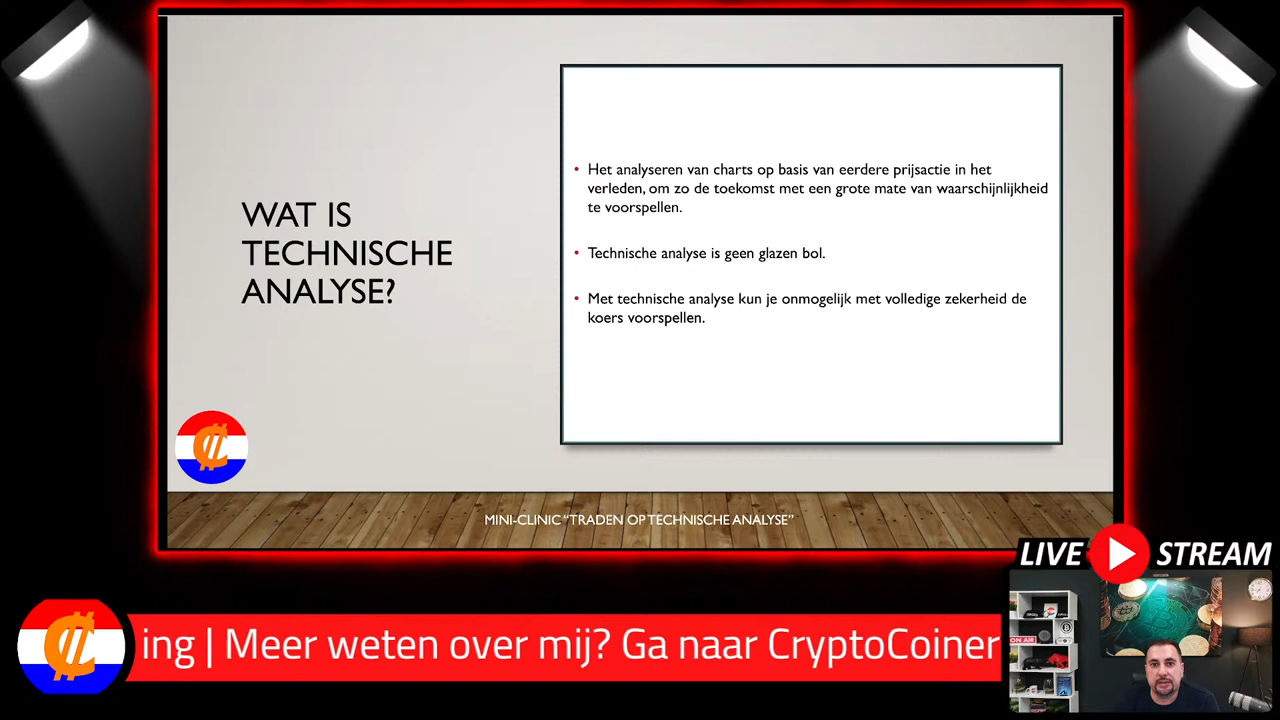 WAT IS
TECHNISCHE
ANALYSE?
• Het analyseren van charts op basis van eerdere prijsactie in het
verleden, om zo de toekomst met een grote mate van waarschijnlijkheid
te voorspellen.
• Technische analyse is geen glazen bol.
• Met technische analyse kun je onmogelijk met volledige zekerheid de
koers voorspellen.
MINI-CLINIC “TRADEN OP TECHNISCHE ANALYSE”
LIVE STREAM
ON AIR
ing | Meer weten over mij? Ga naar CryptoCoiner